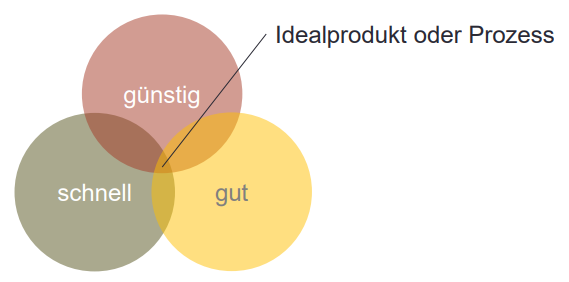 Idealprodukt oder Prozess
günstig
schnell
gut